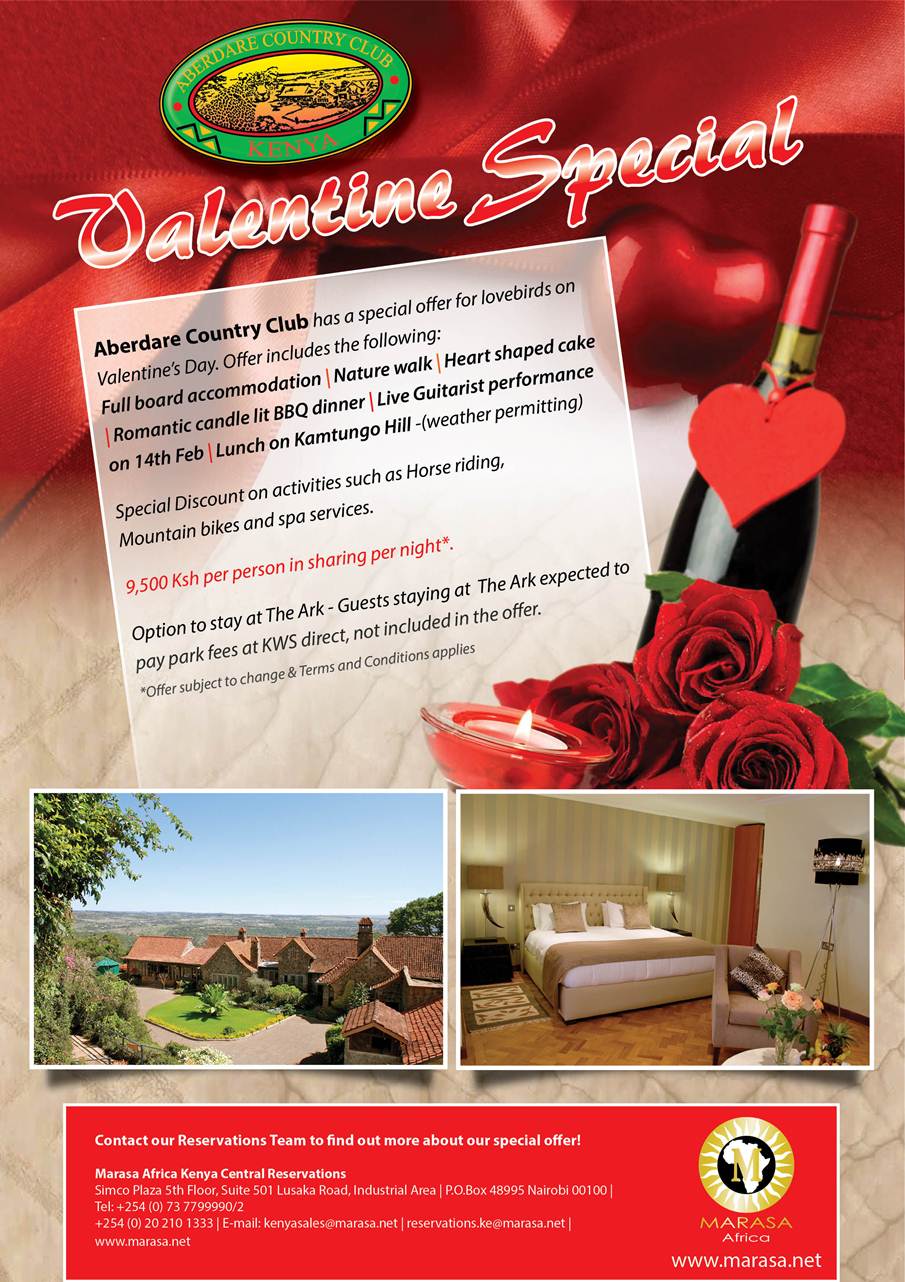 ABERDARE COUNTRY CLUB
KENYA
Valentine Special
Aberdare Country Club has a special offer for lovebirds on
Valentine's Day. Offer includes the following:
Full board accommodation | Nature walk | Heart shaped cake
| Romantic candle lit BBQ dinner | Live Guitarist performance
on 14th Feb | Lunch on Kamtungo Hill -(weather permitting)
Special Discount on activities such as Horse riding,
Mountain bikes and spa services.
9,500 Ksh per person in sharing per night*.
Option to stay at The Ark - Guests staying at The Ark expected to
pay park fees at KWS direct, not included in the offer.
*Offer subject to change & Terms and Conditions applies
Contact our Reservations Team to find out more about our special offer!
Marasa Africa Kenya Central Reservations
Simco Plaza 5th Floor, Suite 501 Lusaka Road, Industrial Area | P.O.Box 48995 Nairobi 00100 |
Tel: +254 (0) 73 7799990/2
+254 (0) 20 210 1333 | E-mail: kenyasales@marasa.net | reservations.ke@marasa.net |
www.marasa.net
M
MARASA
Africa
www.marasa.net